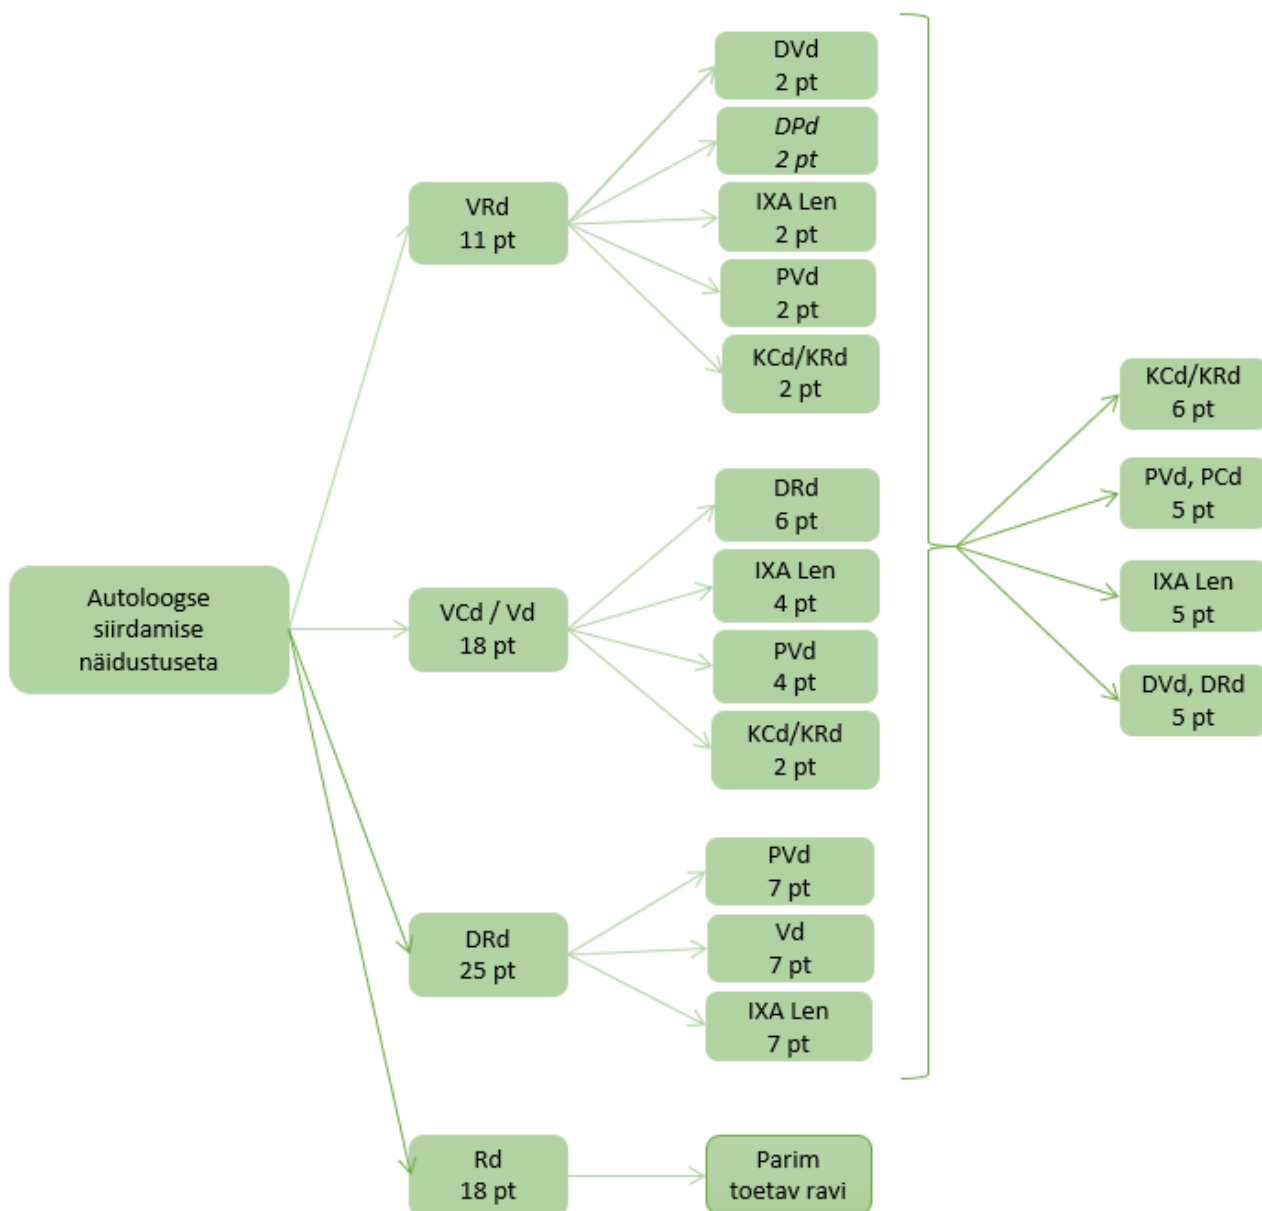 Autoloogse
siirdamise
näidustuseta
VRd
11 pt
VCd / Vd
18 pt
DRd
25 pt
Rd
18 pt
DVd
2 pt
DPd
2 pt
IXA Len
2 pt
PVd
2 pt
KCd/KRd
2 pt
DRd
6 pt
IXA Len
4 pt
PVd
4 pt
KCd/KRd
2 pt
PVd
7 pt
Vd
7 pt
IXA Len
7 pt
Parim
toetav ravi
KCd/KRd
6 pt
PVd, PCd
5 pt
IXA Len
5 pt
DVd, DRd
5 pt